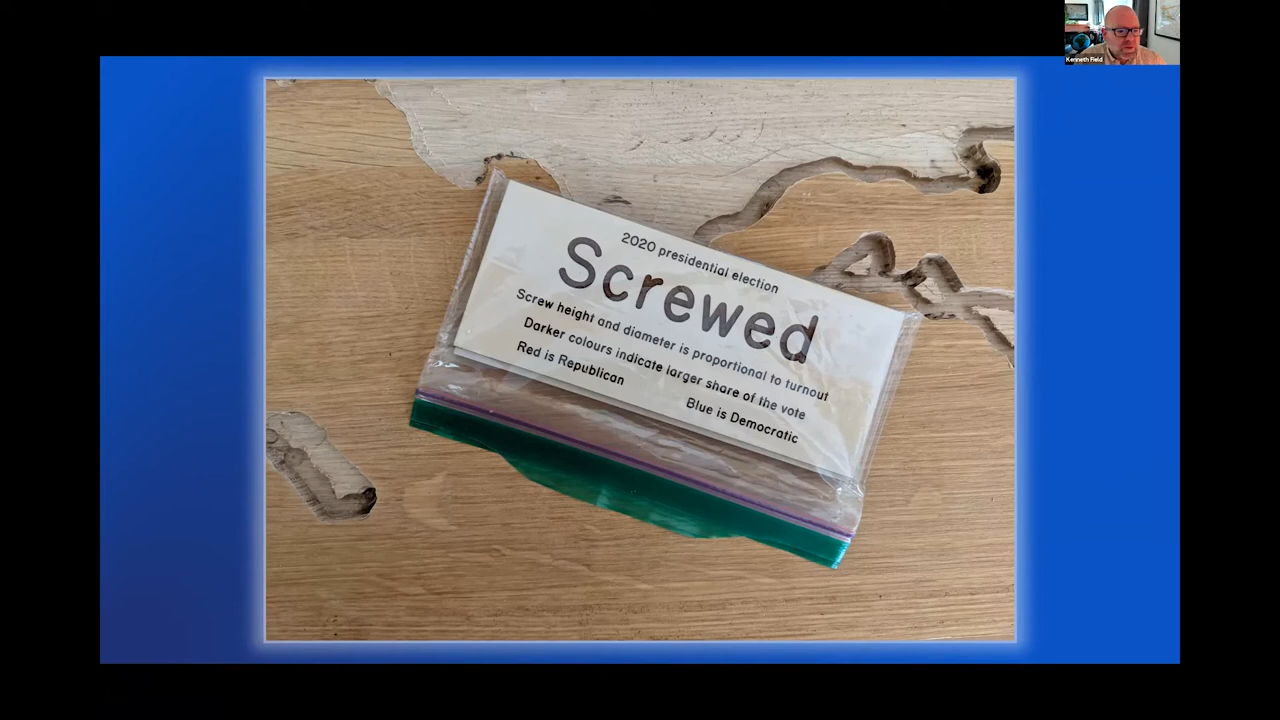 Kenneth Field
2020 presidential election
Screwed
Screw height and diameter is proportional to turnout
Darker colours indicate larger share of the vote
Red is Republican
Blue is Democratic